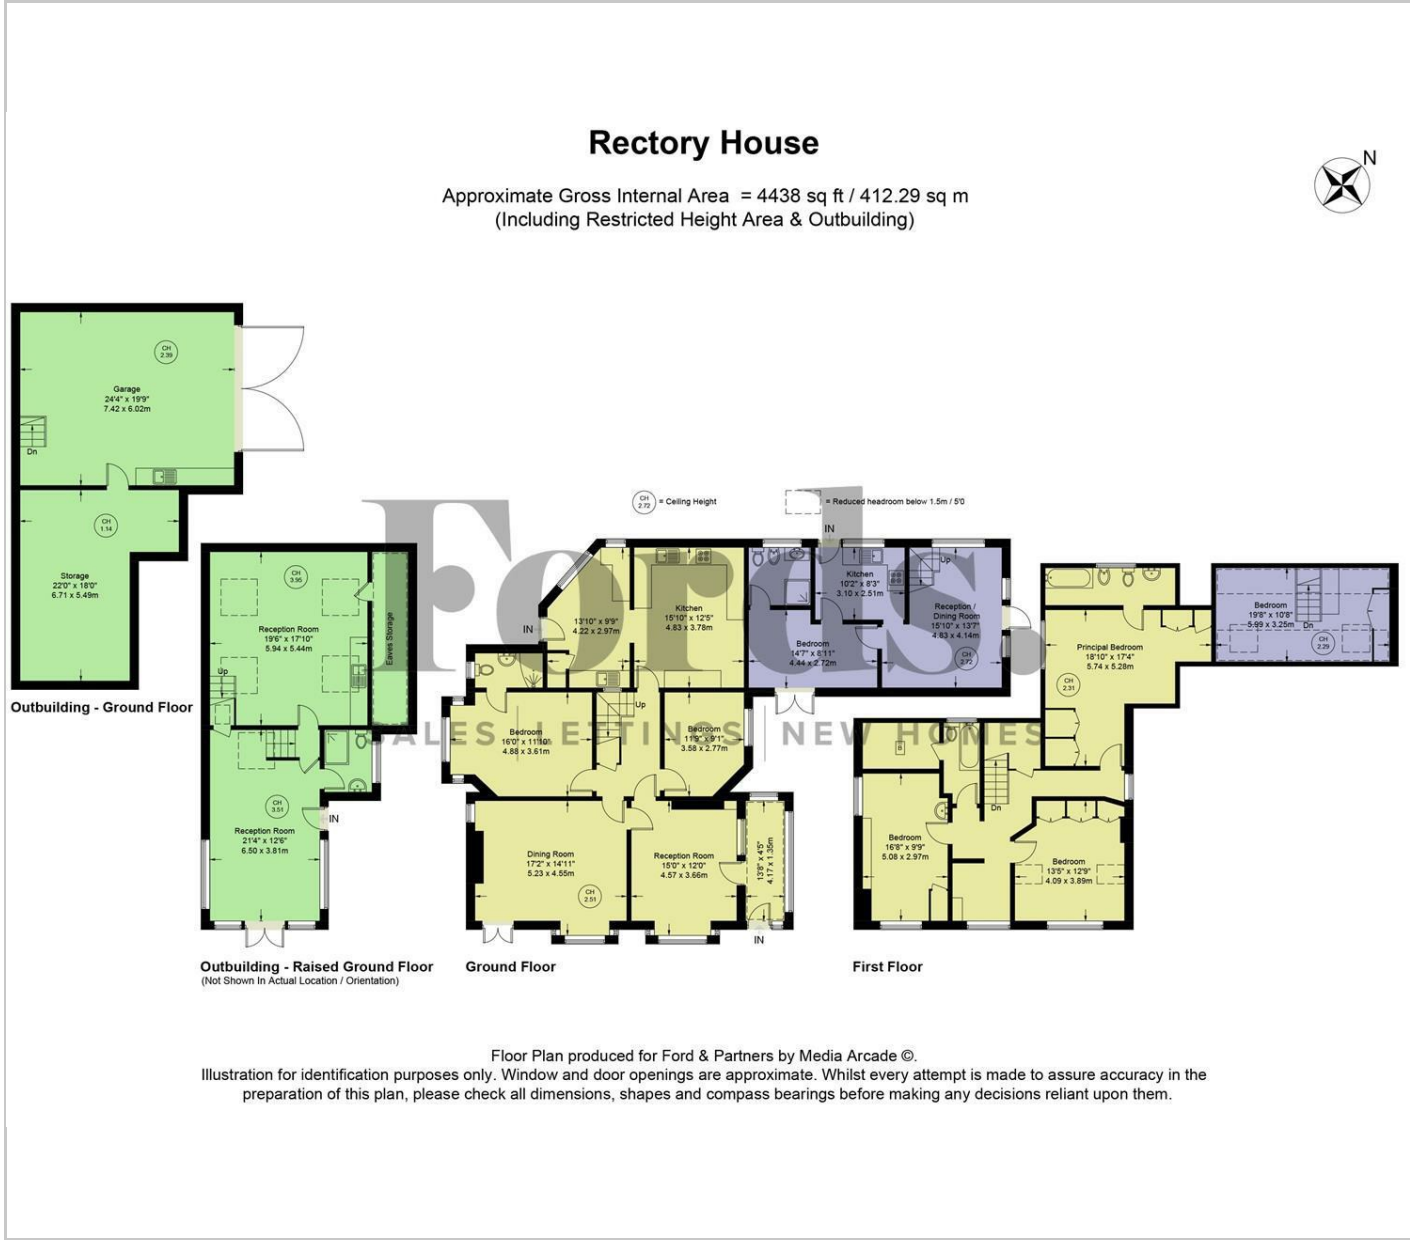 Rectory House
Approximate Gross Internal Area = 4438 sq ft / 412.29 sq m
(Including Restricted Height Area & Outbuilding)
N
CH
2.39
Garage
24'4" x 19'9"
7.42 x 6.02m
Dn
CH
1.14
Storage
22'0" x 18'0"
6.71 x 5.49m
Outbuilding - Ground Floor
CH
3.95
Reception Room
19'6" x 17'10"
5.94 x 5.44m
Eaves Storage
Up
CH
3.51
Reception Room
21'4" x 12'6"
6.50 x 3.81m
IN
Outbuilding - Raised Ground Floor
(Not Shown In Actual Location / Orientation)
CH
2.72
= Ceiling Height
= Reduced headroom below 1.5m / 5'0
Fords.
SALES LETTINGS NEW HOMES
IN
13'10" x 9'9"
4.22 x 2.97m
Kitchen
15'10" x 12'5"
4.83 x 3.78m
IN
Kitchen
10'2" x 8'3"
3.10 x 2.51m
Up
Reception /
Dining Room
15'10" x 13'7"
4.83 x 4.14m
CH
2.72
Bedroom
14'7" x 8'11"
4.44 x 2.72m
Up
Bedroom
16'0" x 11'10"
4.88 x 3.61m
Bedroom
11'9" x 9'1"
3.58 x 2.77m
Dining Room
17'2" x 14'11"
5.23 x 4.55m
CH
2.51
Reception Room
15'0" x 12'0"
4.57 x 3.66m
13'8" x 4'5"
4.17 x 1.35m
IN
Ground Floor
Principal Bedroom
18'10" x 17'4"
5.74 x 5.28m
CH
2.31
Bedroom
19'8" x 10'8"
5.99 x 3.25m
Dn
CH
2.29
B
Dn
Bedroom
16'8" x 9'9"
5.08 x 2.97m
Bedroom
13'5" x 12'9"
4.09 x 3.89m
First Floor
Floor Plan produced for Ford & Partners by Media Arcade ©.
Illustration for identification purposes only. Window and door openings are approximate. Whilst every attempt is made to assure accuracy in the
preparation of this plan, please check all dimensions, shapes and compass bearings before making any decisions reliant upon them.